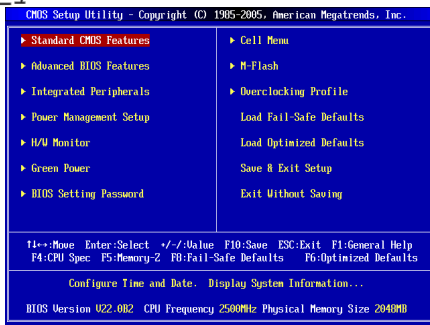 CMOS Setup Utility - Copyright (C) 1985-2005, American Megatrends, Inc.
▶ Standard CMOS Features
▶ Advanced BIOS Features
▶ Integrated Peripherals
▶ Power Management Setup
▶ H/W Monitor
▶ Green Power
▶ BIOS Setting Password
▶ Cell Menu
▶ M-Flash
▶ Overclocking Profile
Load Fail-Safe Defaults
Load Optimized Defaults
Save & Exit Setup
Exit Without Saving
↑↓←→:Move Enter:Select +/-/:Value F10:Save ESC:Exit F1:General Help
F4:CPU Spec F5:Memory-Z F8:Fail-Safe Defaults F6:Optimized Defaults
Configure Time and Date. Display System Information...
BIOS Version V22.0B2 CPU Frequency 2500MHz Physical Memory Size 2048MB